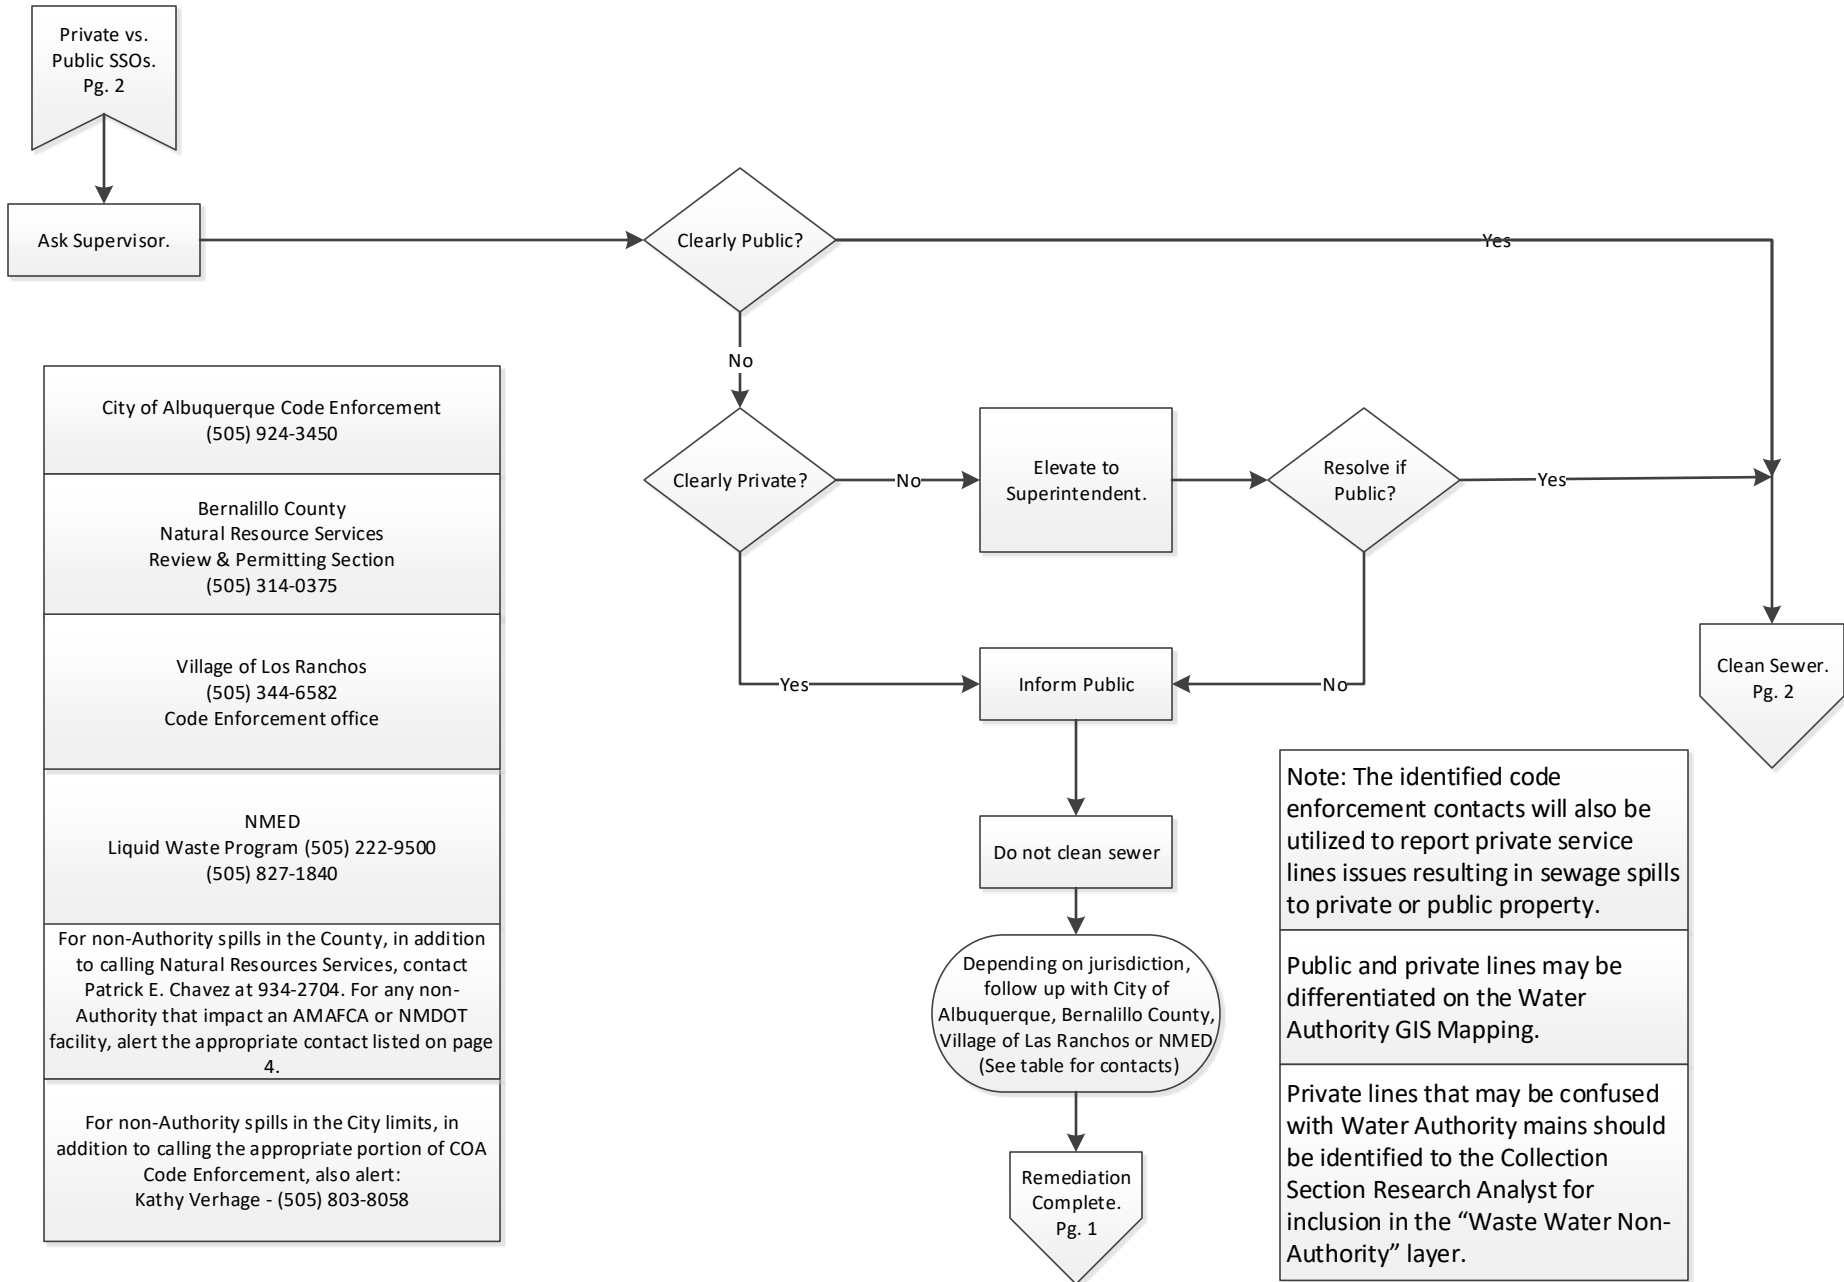 Private vs.
Public SSOs.
Pg. 2
Ask Supervisor.
Clearly Public?
Yes
No
Clearly Private?
No
Elevate to
Superintendent.
Resolve if
Public?
Yes
Yes
Inform Public
No
Clean Sewer.
Pg. 2
Do not clean sewer
Depending on jurisdiction,
follow up with City of
Albuquerque, Bernalillo County,
Village of Las Ranchos or NMED
(See table for contacts)
Remediation
Complete.
Pg. 1
City of Albuquerque Code Enforcement
(505) 924-3450
Bernalillo County
Natural Resource Services
Review & Permitting Section
(505) 314-0375
Village of Los Ranchos
(505) 344-6582
Code Enforcement office
NMED
Liquid Waste Program (505) 222-9500
(505) 827-1840
For non-Authority spills in the County, in addition
to calling Natural Resources Services, contact
Patrick E. Chavez at 934-2704. For any non-
Authority that impact an AMAFCA or NMDOT
facility, alert the appropriate contact listed on page
4.
For non-Authority spills in the City limits, in
addition to calling the appropriate portion of COA
Code Enforcement, also alert:
Kathy Verhage - (505) 803-8058
Note: The identified code
enforcement contacts will also be
utilized to report private service
lines issues resulting in sewage spills
to private or public property.
Public and private lines may be
differentiated on the Water
Authority GIS Mapping.
Private lines that may be confused
with Water Authority mains should
be identified to the Collection
Section Research Analyst for
inclusion in the “Waste Water Non-
Authority” layer.